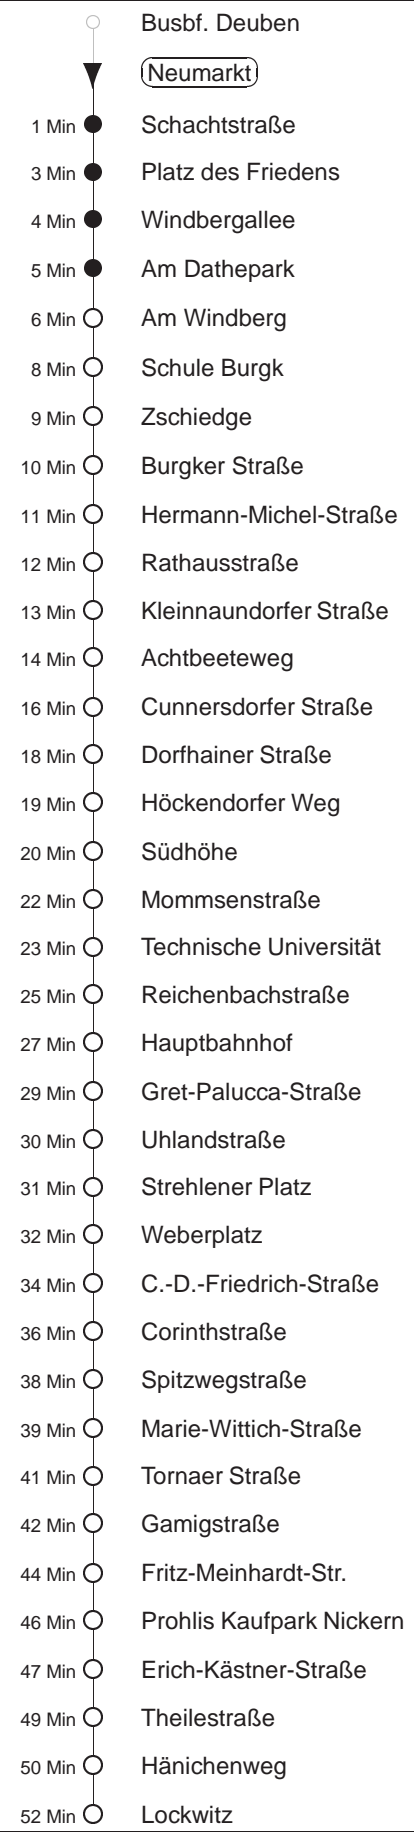 Busbf. Deuben
Neumarkt
1 Min Schachtstraße
3 Min Platz des Friedens
4 Min Windbergallee
5 Min Am Dathepark
6 Min Am Windberg
8 Min Schule Burgk
9 Min Zschiedge
10 Min Burgker Straße
11 Min Hermann-Michel-Straße
12 Min Rathausstraße
13 Min Kleinnaundorfer Straße
14 Min Achtbeeteweg
16 Min Cunnersdorfer Straße
18 Min Dorfhainer Straße
19 Min Höckendorfer Weg
20 Min Südhöhe
22 Min Mommsenstraße
23 Min Technische Universität
25 Min Reichenbachstraße
27 Min Hauptbahnhof
29 Min Gret-Palucca-Straße
30 Min Uhlandstraße
31 Min Strehlener Platz
32 Min Weberplatz
34 Min C.-D.-Friedrich-Straße
36 Min Corinthstraße
38 Min Spitzwegstraße
39 Min Marie-Wittich-Straße
41 Min Tornaer Straße
42 Min Gamigstraße
44 Min Fritz-Meinhardt-Str.
46 Min Prohlis Kaufpark Nickern
47 Min Erich-Kästner-Straße
49 Min Theilestraße
50 Min Hänichenweg
52 Min Lockwitz